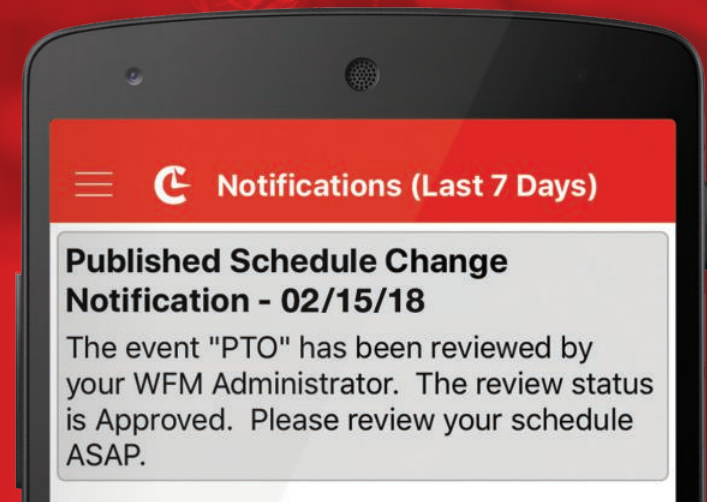 Notifications (Last 7 Days)
Published Schedule Change
Notification - 02/15/18
The event "PTO" has been reviewed by
your WFM Administrator.  The review status
is Approved.  Please review your schedule
ASAP.